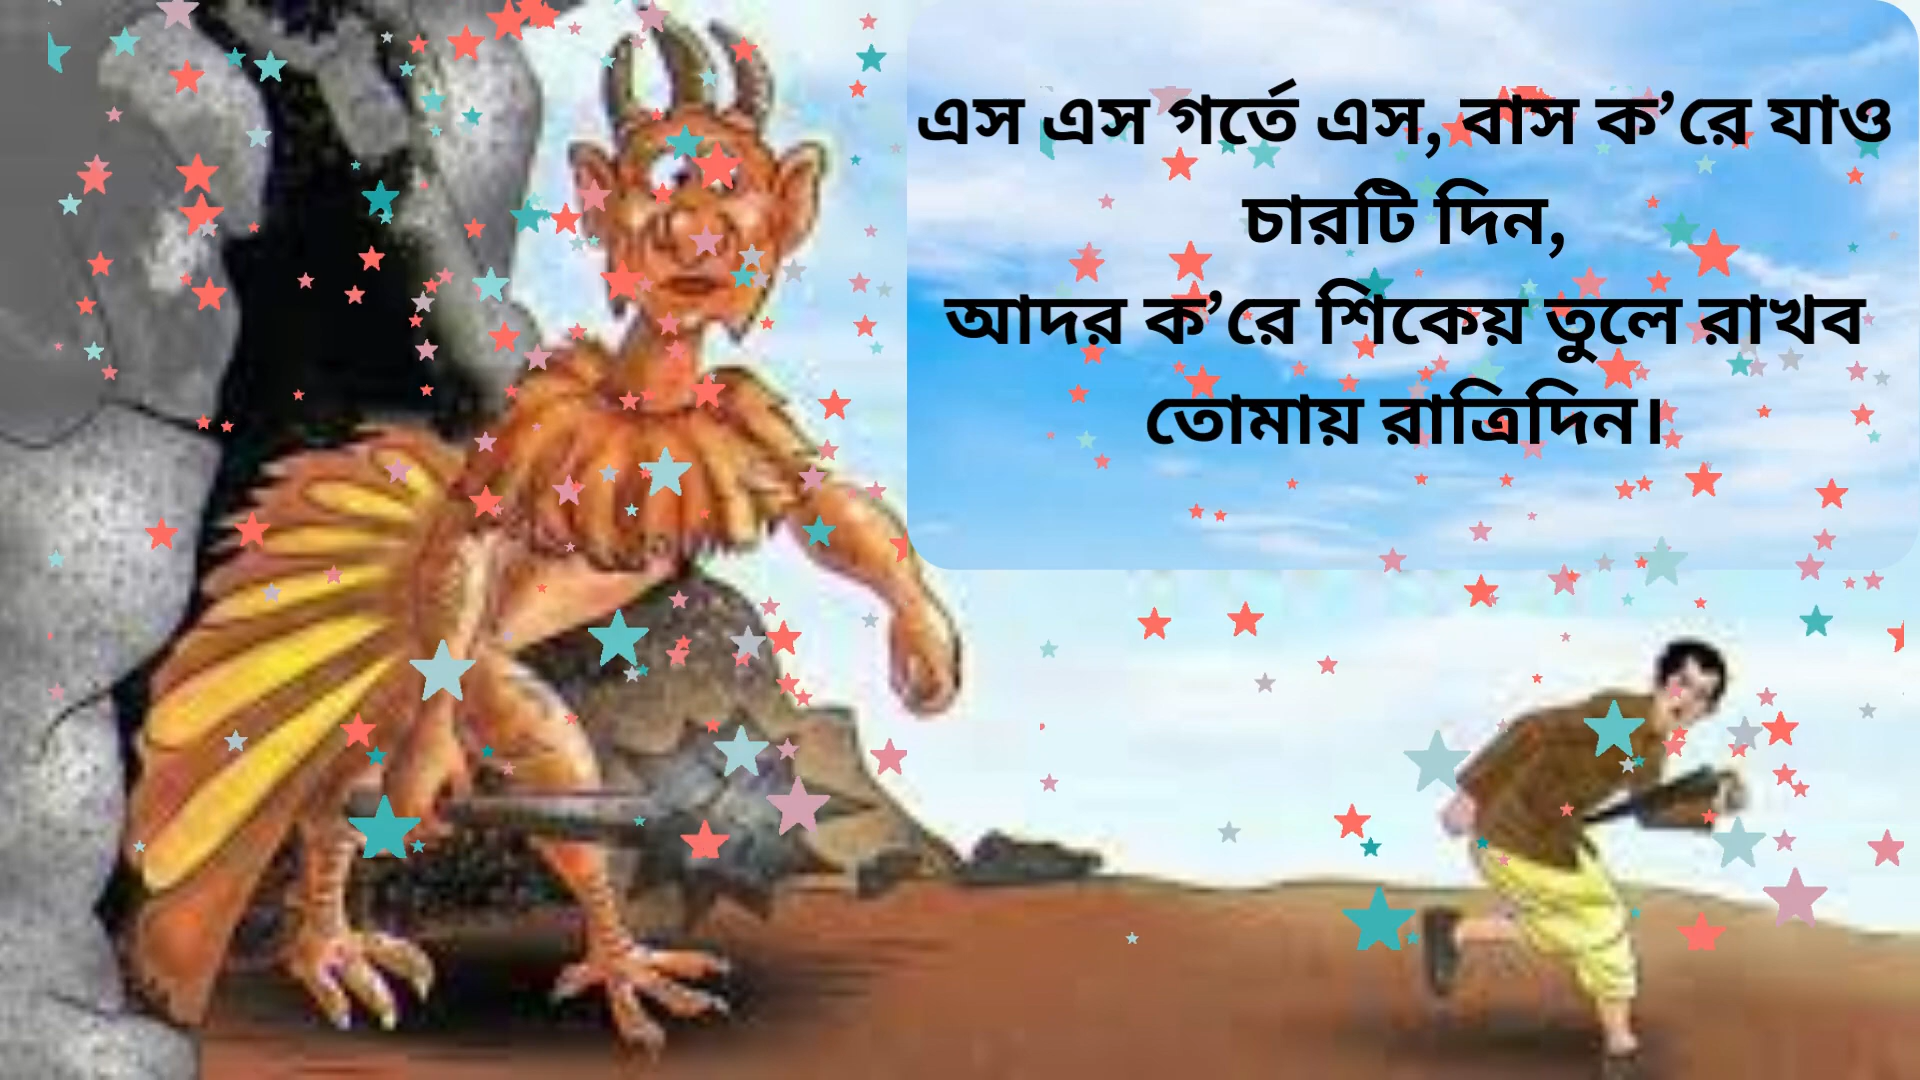 এস এস গর্তে এস, বাস ক’রে যাও
চারটি দিন,
আদর ক’রে শিকেয় তুলে রাখব
তোমায় রাত্রিদিন।